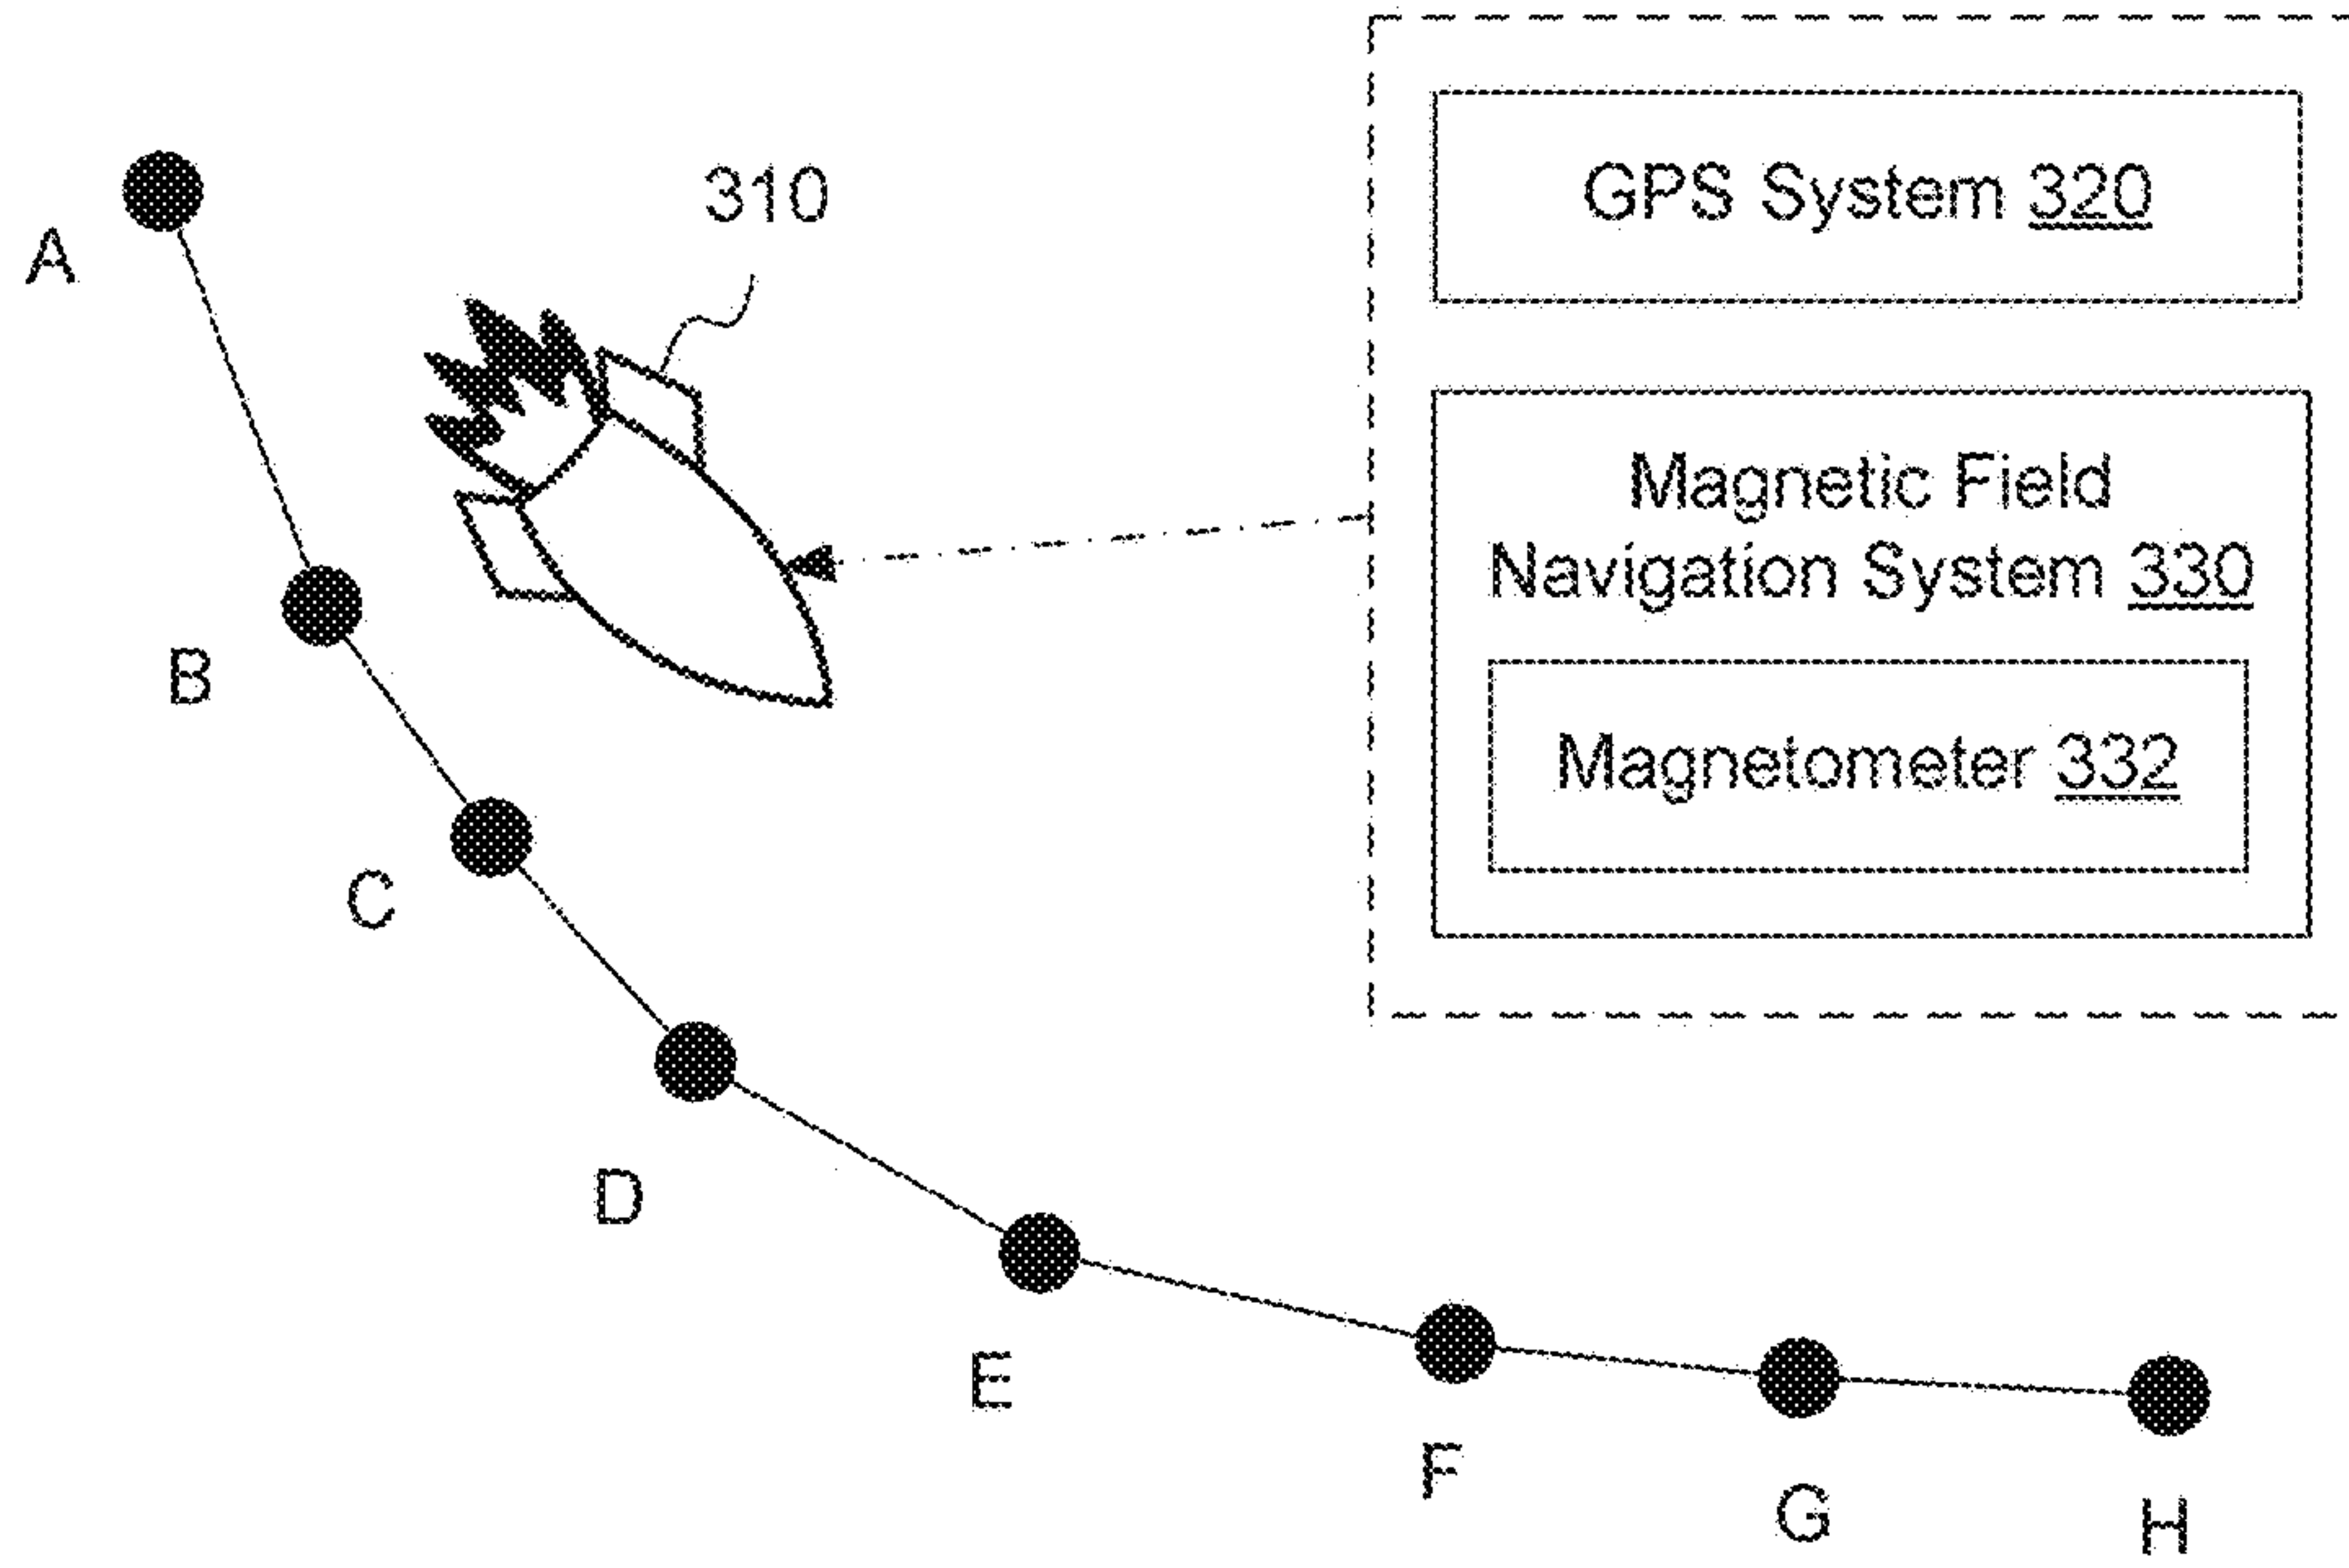 GPS System 320
310
A
Magnetic Field
Navigation System 330
B
Magnetometer 332
C
D
E
F
G
H